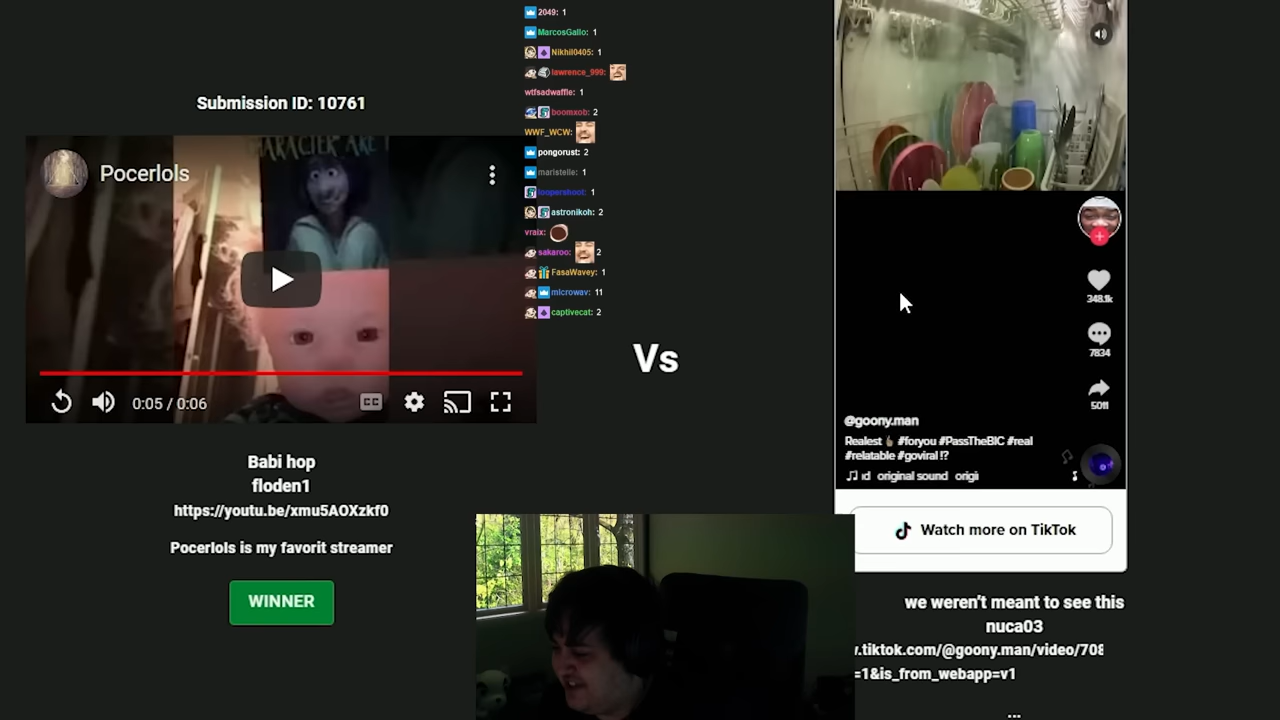 Submission ID: 10761
Pocerlols
0:05 / 0:06
CC
Babi hop
floden1
https://youtu.be/xmu5AOXzkf0
Pocerlols is my favorit streamer
WINNER
2049: 1
MarcosGallo: 1
Nikhil0405: 1
lawrence_999:
wtfsadwaffle: 1
boomxob: 2
WWF_WCW:
pongorust: 2
maristelle: 1
loopershoot: 1
astronikoh: 2
vraix:
sakaroo: 2
FasaWavey: 1
microwav: 11
captivecat: 2
Vs
348.1k
7834
5011
@goony.man
Realest #foryou #PassTheBIC #real
#relatable #goviral !?
original sound origi
Watch more on TikTok
we weren't meant to see this
nuca03
.tiktok.com/@goony.man/video/708
=1&is_from_webapp=v1
...